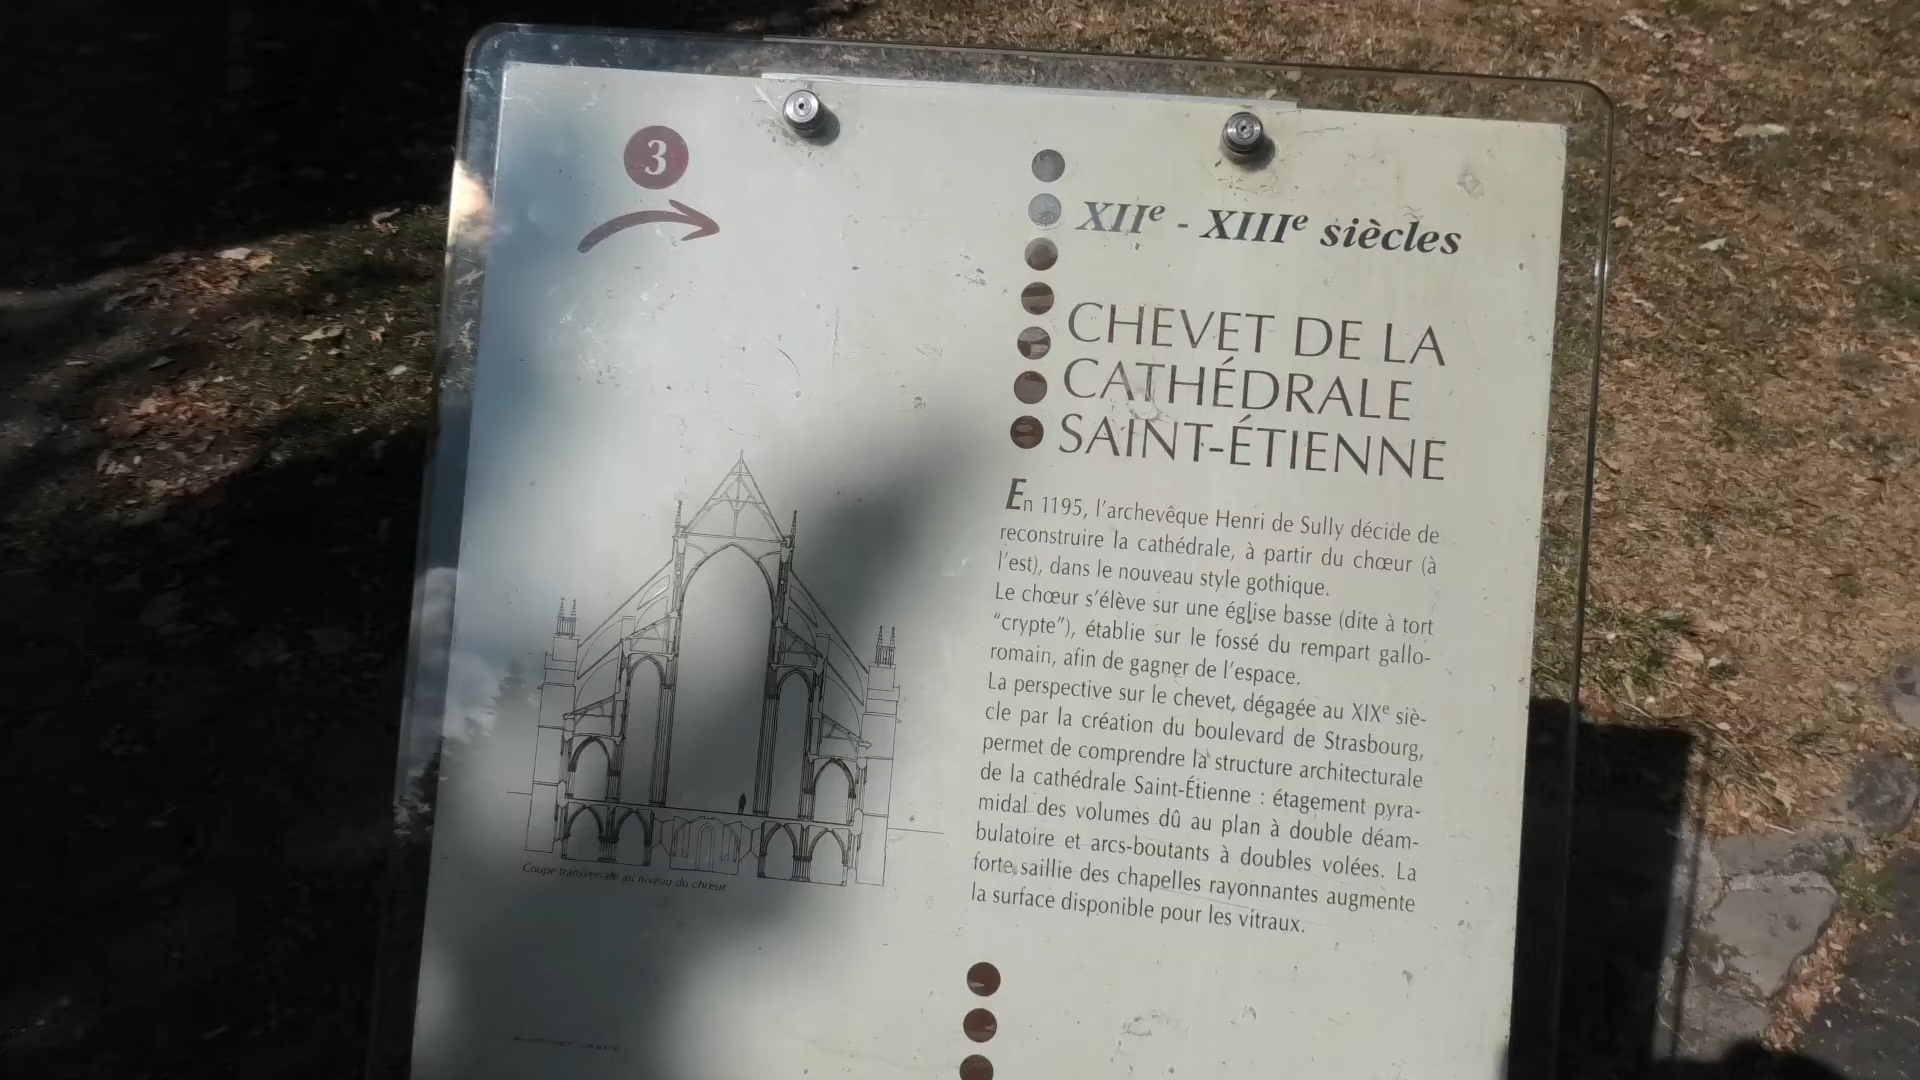 3
XIIe - XIIIe siècles
CHEVET DE LA
CATHÉDRALE
SAINT-ÉTIENNE
En 1195, l'archevêque Henri de Sully décide de
reconstruire la cathédrale, à partir du chœur (à
l'est), dans le nouveau style gothique.
Le chœur s'élève sur une église basse (dite à tort
"crypte"), établie sur le fossé du rempart gallo-
romain, afin de gagner de l'espace.
La perspective sur le chevet, dégagée au XIXe siè-
cle par la création du boulevard de Strasbourg,
permet de comprendre la structure architecturale
de la cathédrale Saint-Étienne : étagement pyra-
midal des volumes dû au plan à double déam-
bulatoire et arcs-boutants à doubles volées. La
forte saillie des chapelles rayonnantes augmente
la surface disponible pour les vitraux.
Coupe transversale au niveau du chœur.